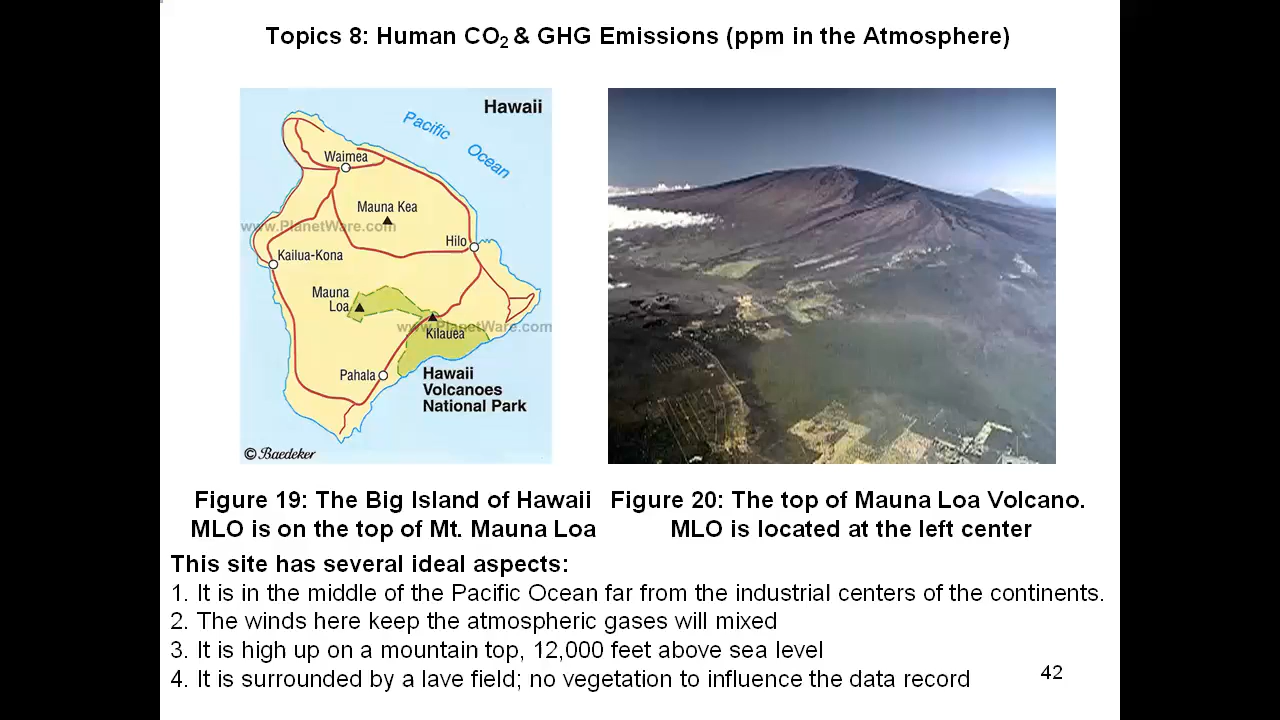 Topics 8: Human CO₂ & GHG Emissions (ppm in the Atmosphere)
Hawaii
Pacific
Ocean
Waimea
Mauna Kea
www.PlanetWare.com
Hilo
Kailua-Kona
Mauna
Loa
www.PlanetWare.com
Kilauea
Pahala
Hawaii
Volcanoes
National Park
© Baedeker
Figure 19: The Big Island of Hawaii
MLO is on the top of Mt. Mauna Loa
Figure 20: The top of Mauna Loa Volcano.
MLO is located at the left center
This site has several ideal aspects:
1. It is in the middle of the Pacific Ocean far from the industrial centers of the continents.
2. The winds here keep the atmospheric gases will mixed
3. It is high up on a mountain top, 12,000 feet above sea level
4. It is surrounded by a lave field; no vegetation to influence the data record
42